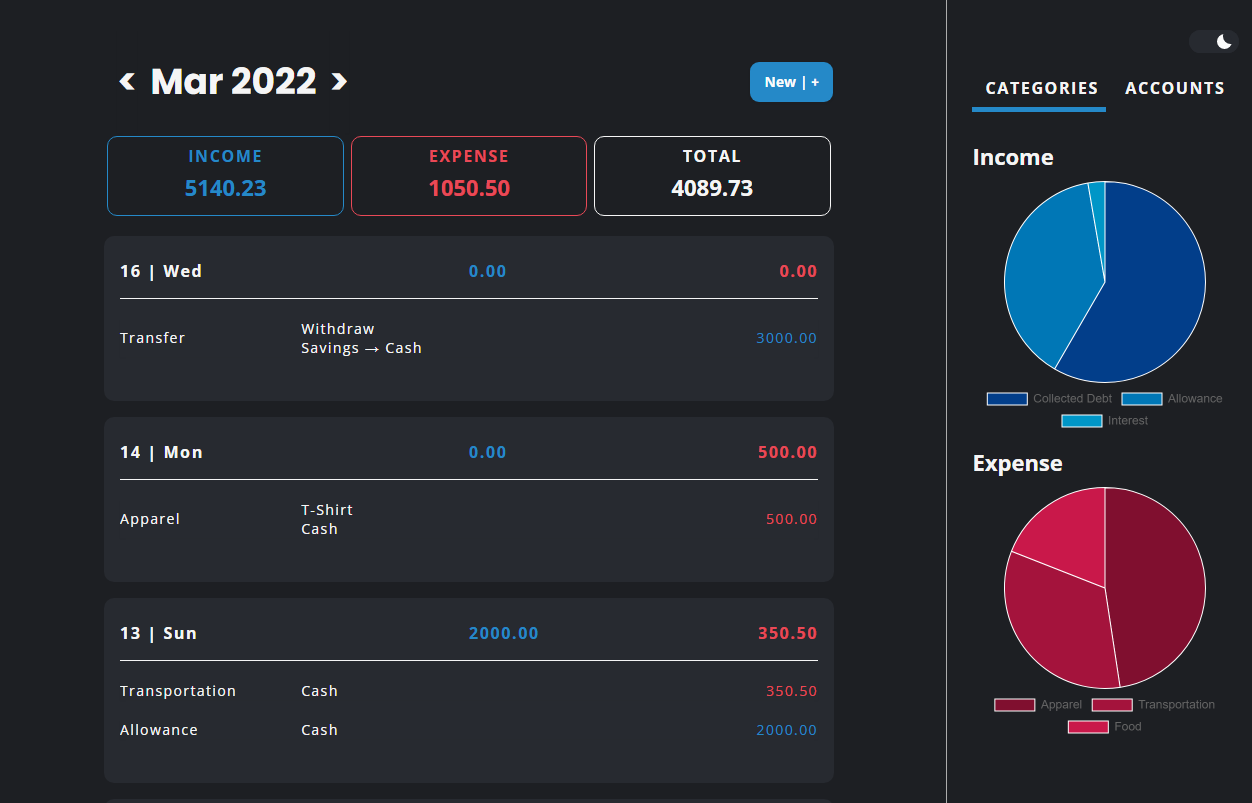 < Mar 2022 >
New | +
INCOME
5140.23
EXPENSE
1050.50
TOTAL
4089.73
16 | Wed 0.00 0.00
Transfer
Withdraw
Savings → Cash
3000.00
14 | Mon 0.00 500.00
Apparel
T-Shirt
Cash
500.00
13 | Sun 2000.00 350.50
Transportation Cash 350.50
Allowance Cash 2000.00
CATEGORIES ACCOUNTS
Income
Collected Debt Allowance
Interest
Expense
Apparel Transportation
Food